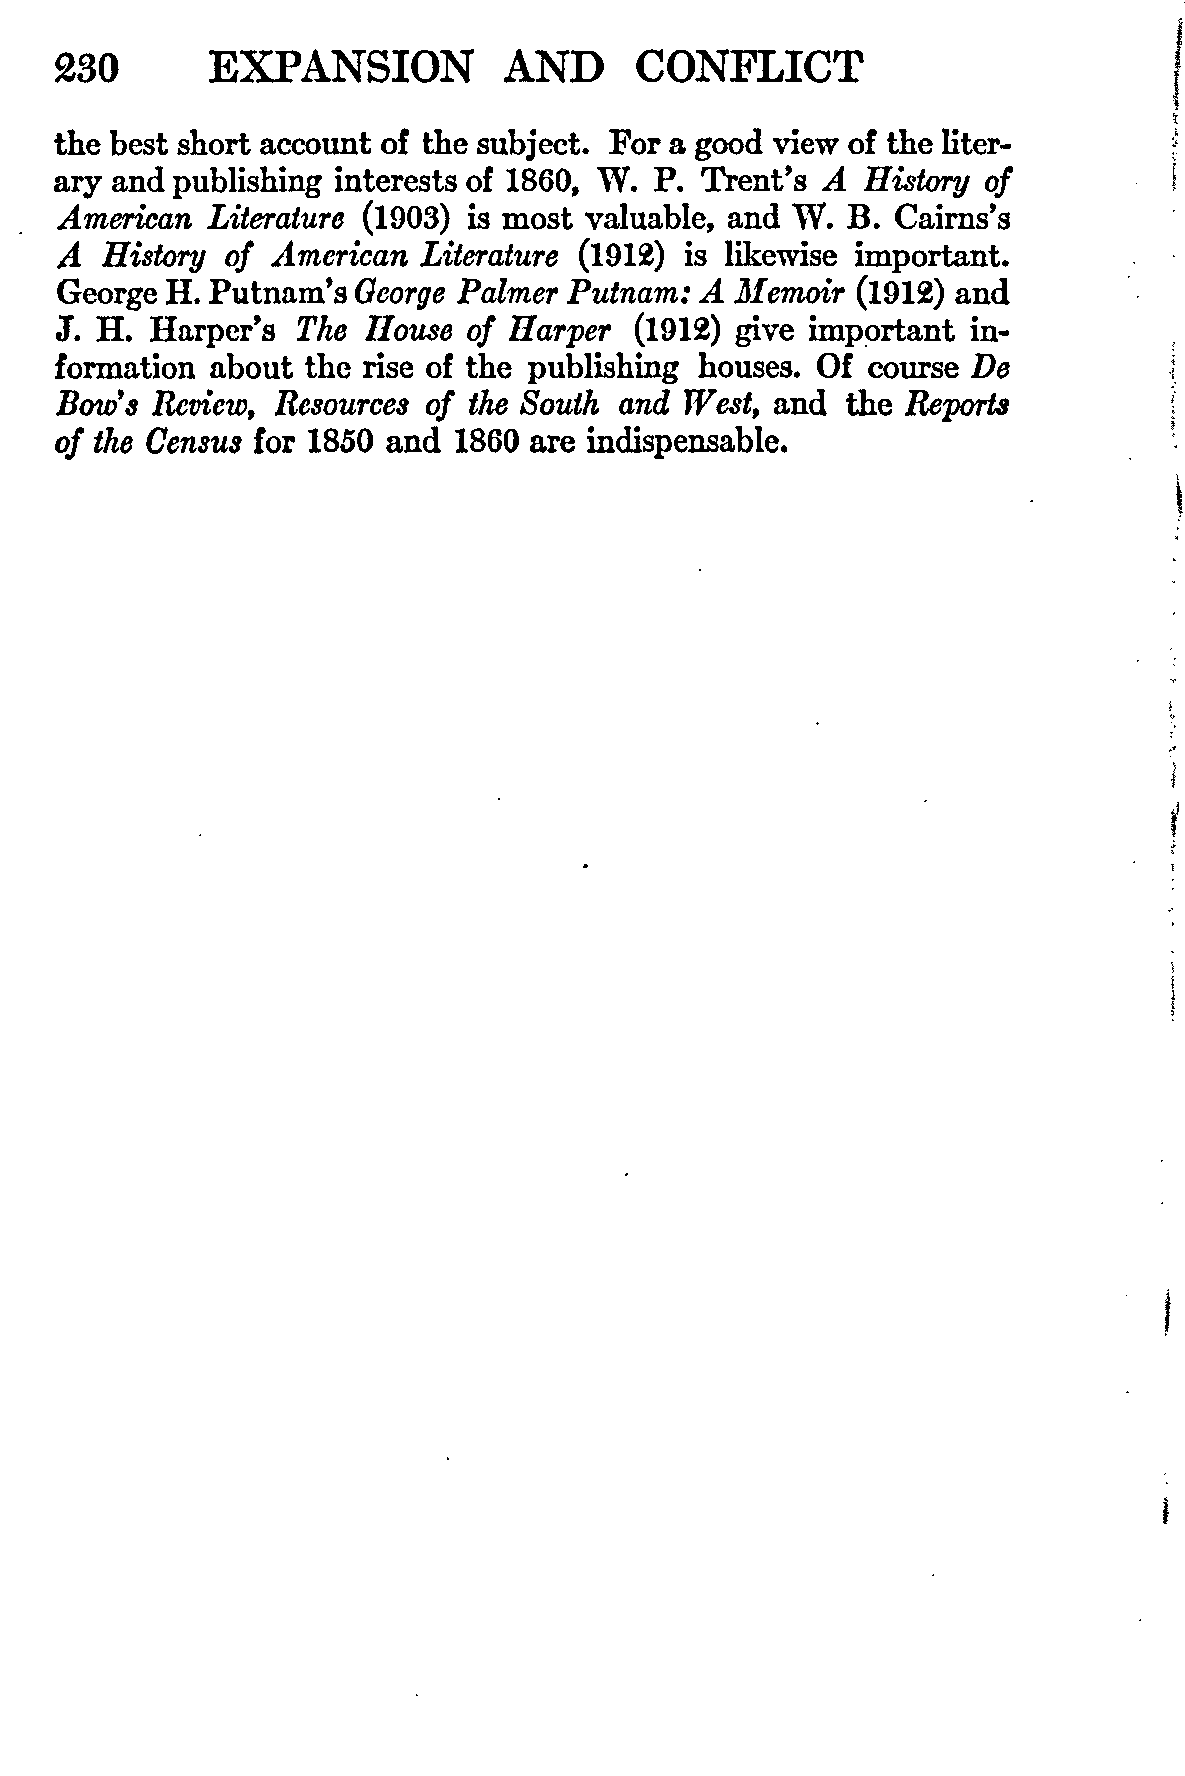 230 EXPANSION AND CONFLICT
the best short account of the subject. For a good view of the liter-
ary and publishing interests of 1860, W. P. Trent's A History of
American Literature (1903) is most valuable, and W. B. Cairns's
A History of American Literature (1912) is likewise important.
George H. Putnam's George Palmer Putnam: A Memoir (1912) and
J. H. Harper's The House of Harper (1912) give important in-
formation about the rise of the publishing houses. Of course De
Bow's Review, Resources of the South and West, and the Reports
of the Census for 1850 and 1860 are indispensable.